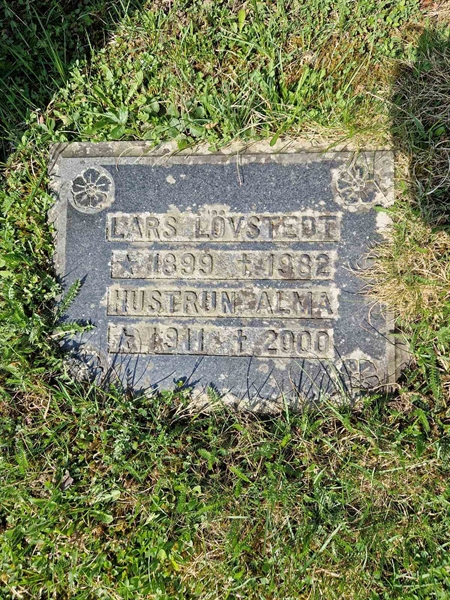 LARS LÖVSTEDT
* 1899 † 1982
HUSTRUN ALMA
* 1911 † 2000